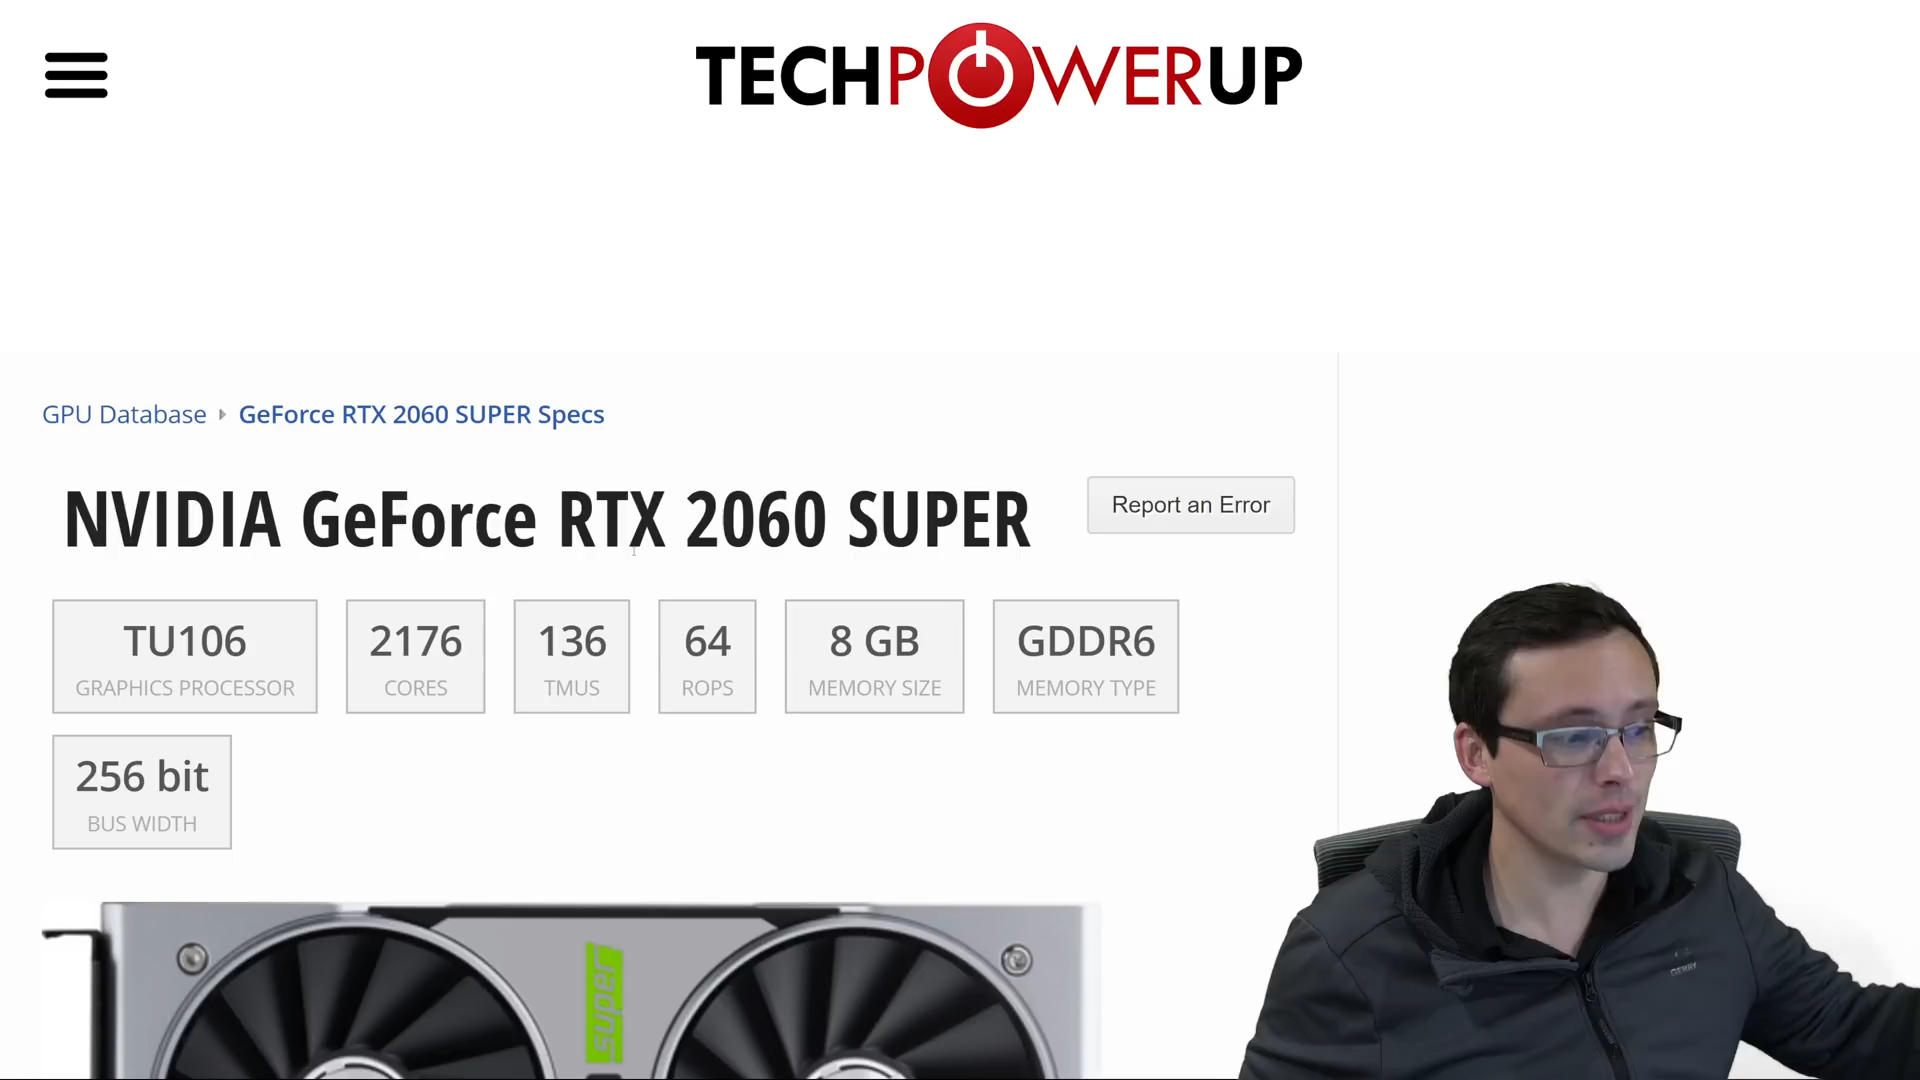 TECHPOWERUP
GPU Database GeForce RTX 2060 SUPER Specs
NVIDIA GeForce RTX 2060 SUPER
Report an Error
TU106
GRAPHICS PROCESSOR
2176
CORES
136
TMUS
64
ROPS
8 GB
MEMORY SIZE
GDDR6
MEMORY TYPE
256 bit
BUS WIDTH
super
GERRY